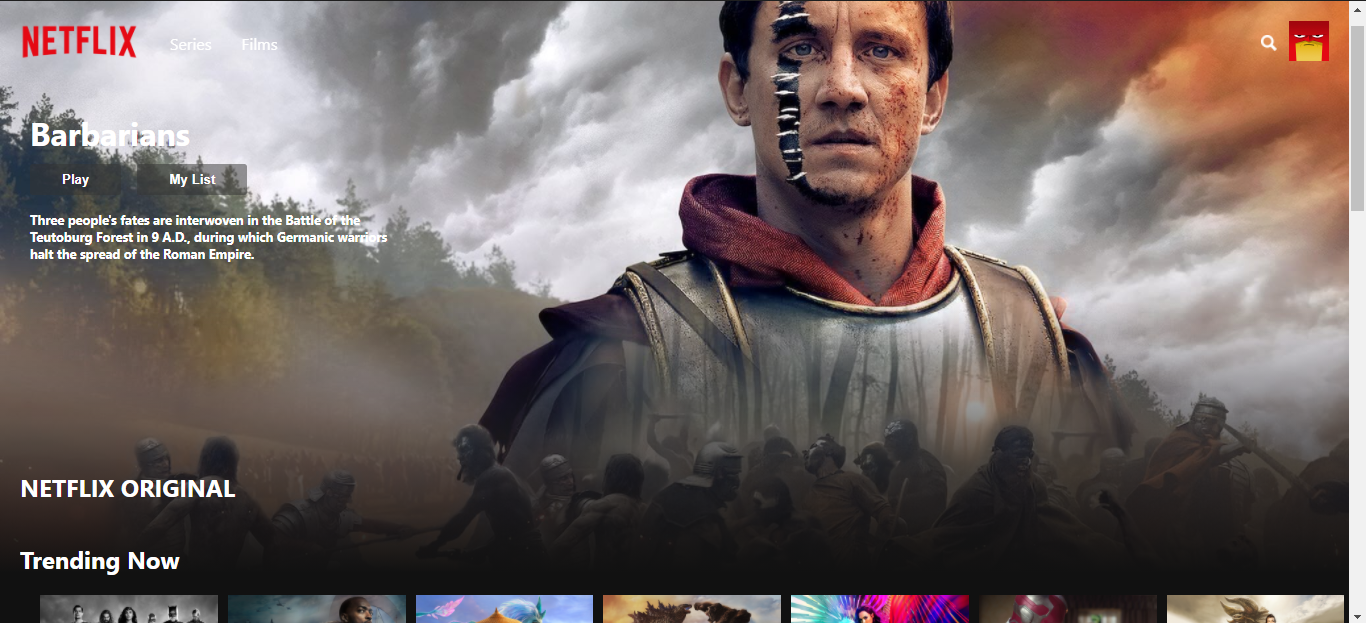 NETFLIX
Series
Films
Barbarians
Play
My List
Three people's fates are interwoven in the Battle of the
Teutoburg Forest in 9 A.D., during which Germanic warriors
halt the spread of the Roman Empire.
NETFLIX ORIGINAL
Trending Now